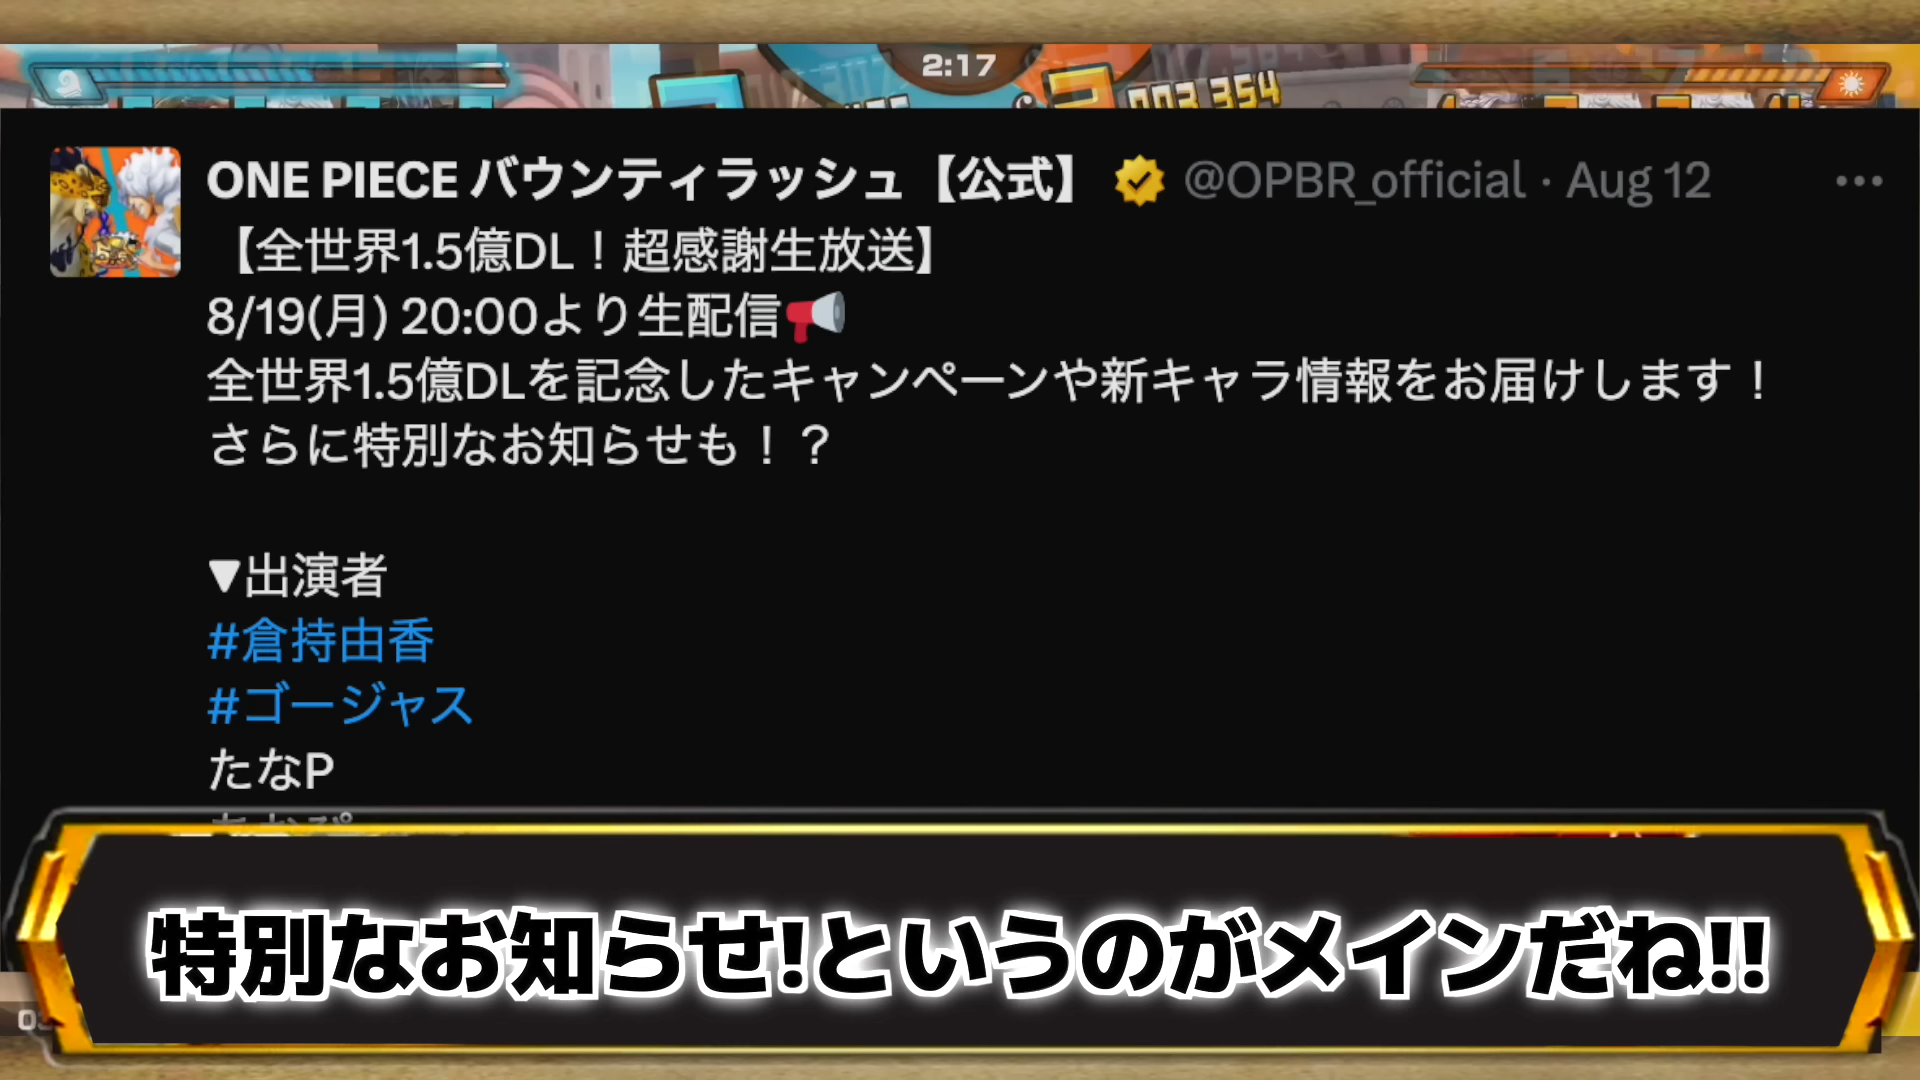 2:17
003,354
ONE PIECE バウンティラッシュ【公式】 @OPBR_official · Aug 12
【全世界1.5億DL！超感謝生放送】
8/19(月) 20:00より生配信
全世界1.5億DLを記念したキャンペーンや新キャラ情報をお届けします！
さらに特別なお知らせも！？
▼出演者
#倉持由香
#ゴージャス
たなP
特別なお知らせ!というのがメインだね!!